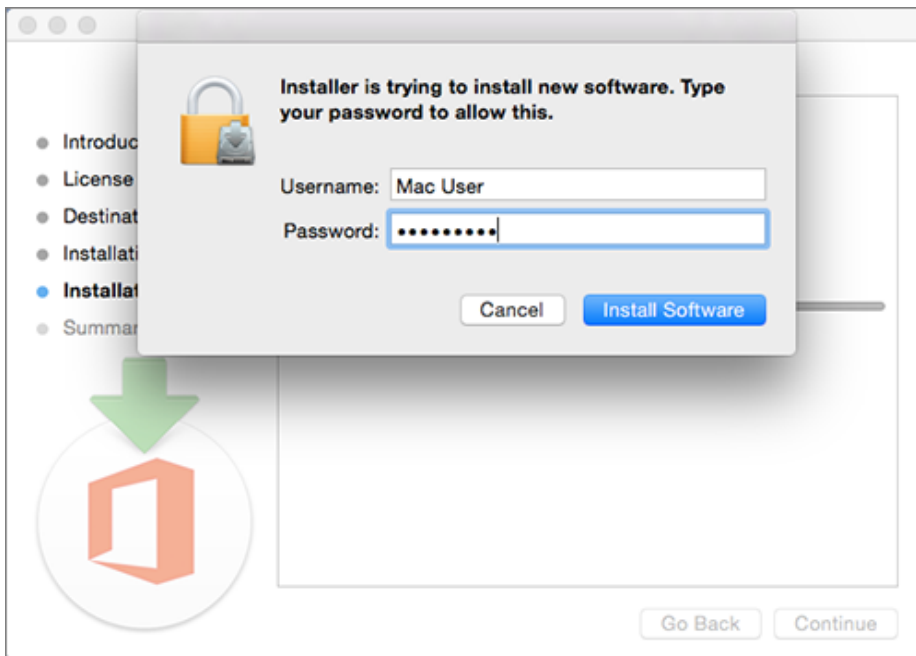 Installer is trying to install new software. Type
your password to allow this.
Username: Mac User
Password: •••••••••
Cancel Install Software
Introduc
License
Destinat
Installati
Installat
Summar
Go Back Continue